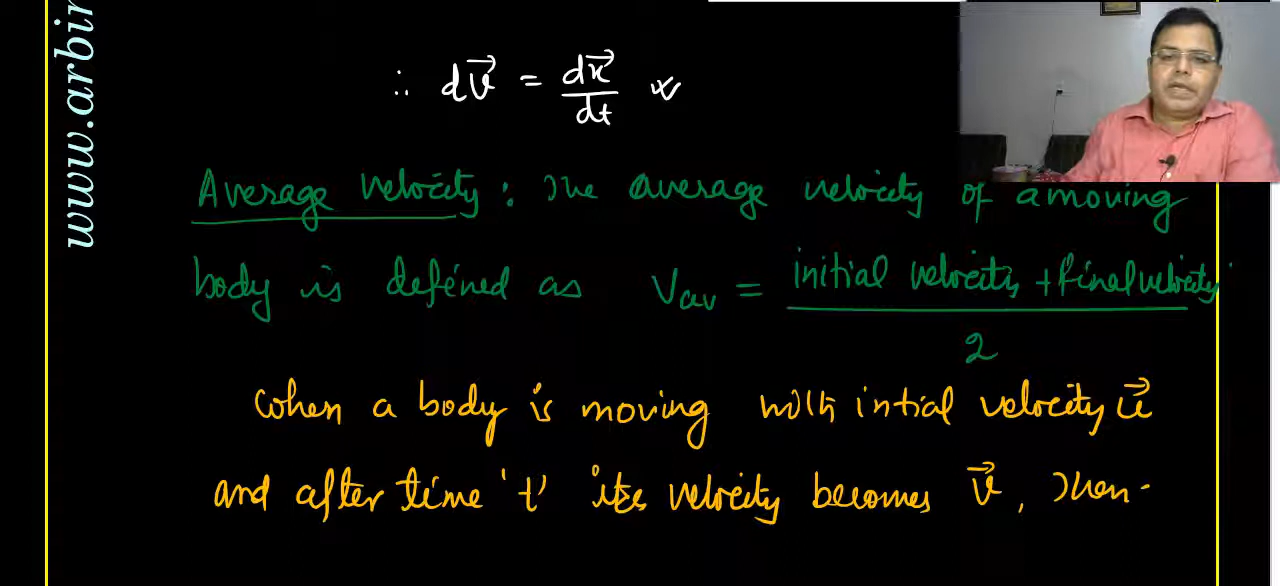 www.arbin
∴ dv⃗ = dx⃗/dt
Average velocity : The average velocity of a moving
body is defined as Vav = initial velocity + final velocity / 2
When a body is moving with intial velocity u⃗
and after time 't' its velocity becomes v⃗, Then